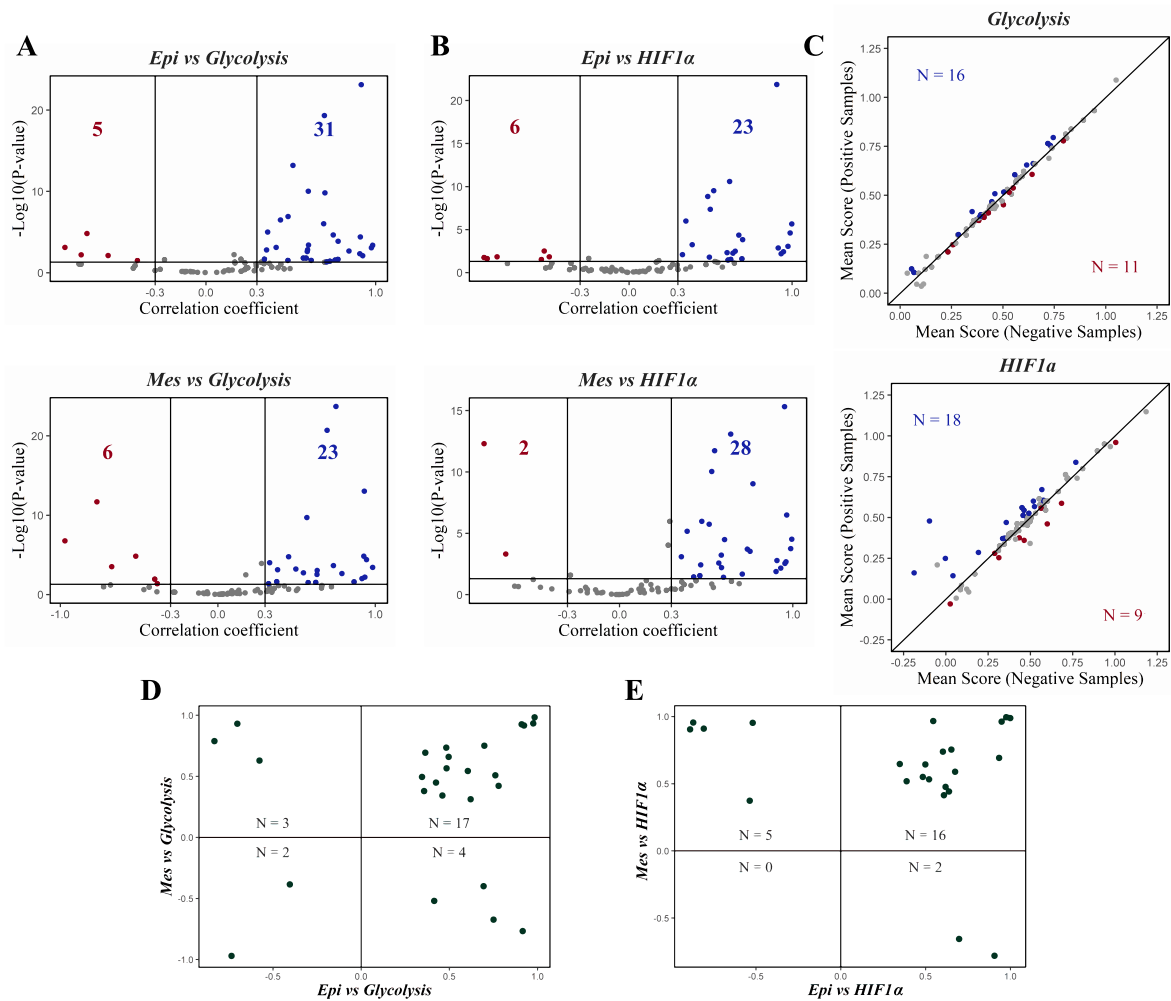 A
Epi vs Glycolysis
5
31
-Log10(P-value)
20
10
0
-0.3
0.0
0.3
1.0
Correlation coefficient
B
Epi vs HIF1α
6
23
-Log10(P-value)
20
15
10
5
0
-0.3
0.0
0.3
1.0
Correlation coefficient
C
Glycolysis
N = 16
N = 11
Mean Score (Positive Samples)
1.25
1.00
0.75
0.50
0.25
0.00
0.00
0.25
0.50
0.75
1.00
1.25
Mean Score (Negative Samples)
Mes vs Glycolysis
6
23
-Log10(P-value)
20
10
0
-1.0
-0.3
0.0
0.3
1.0
Correlation coefficient
Mes vs HIF1α
2
28
-Log10(P-value)
15
10
5
0
-0.3
0.0
0.3
1.0
Correlation coefficient
HIF1a
N = 18
N = 9
Mean Score (Positive Samples)
1.00
0.75
0.50
0.25
0.00
-0.25
-0.25
0.00
0.25
0.50
0.75
1.00
1.25
Mean Score (Negative Samples)
D
Mes vs Glycolysis
1.0
0.5
0.0
-0.5
-1.0
N = 3
N = 17
N = 2
N = 4
-0.5
0.0
0.5
1.0
Epi vs Glycolysis
E
Mes vs HIF1α
1.0
0.5
0.0
-0.5
N = 5
N = 16
N = 0
N = 2
-0.5
0.0
0.5
1.0
Epi vs HIF1α